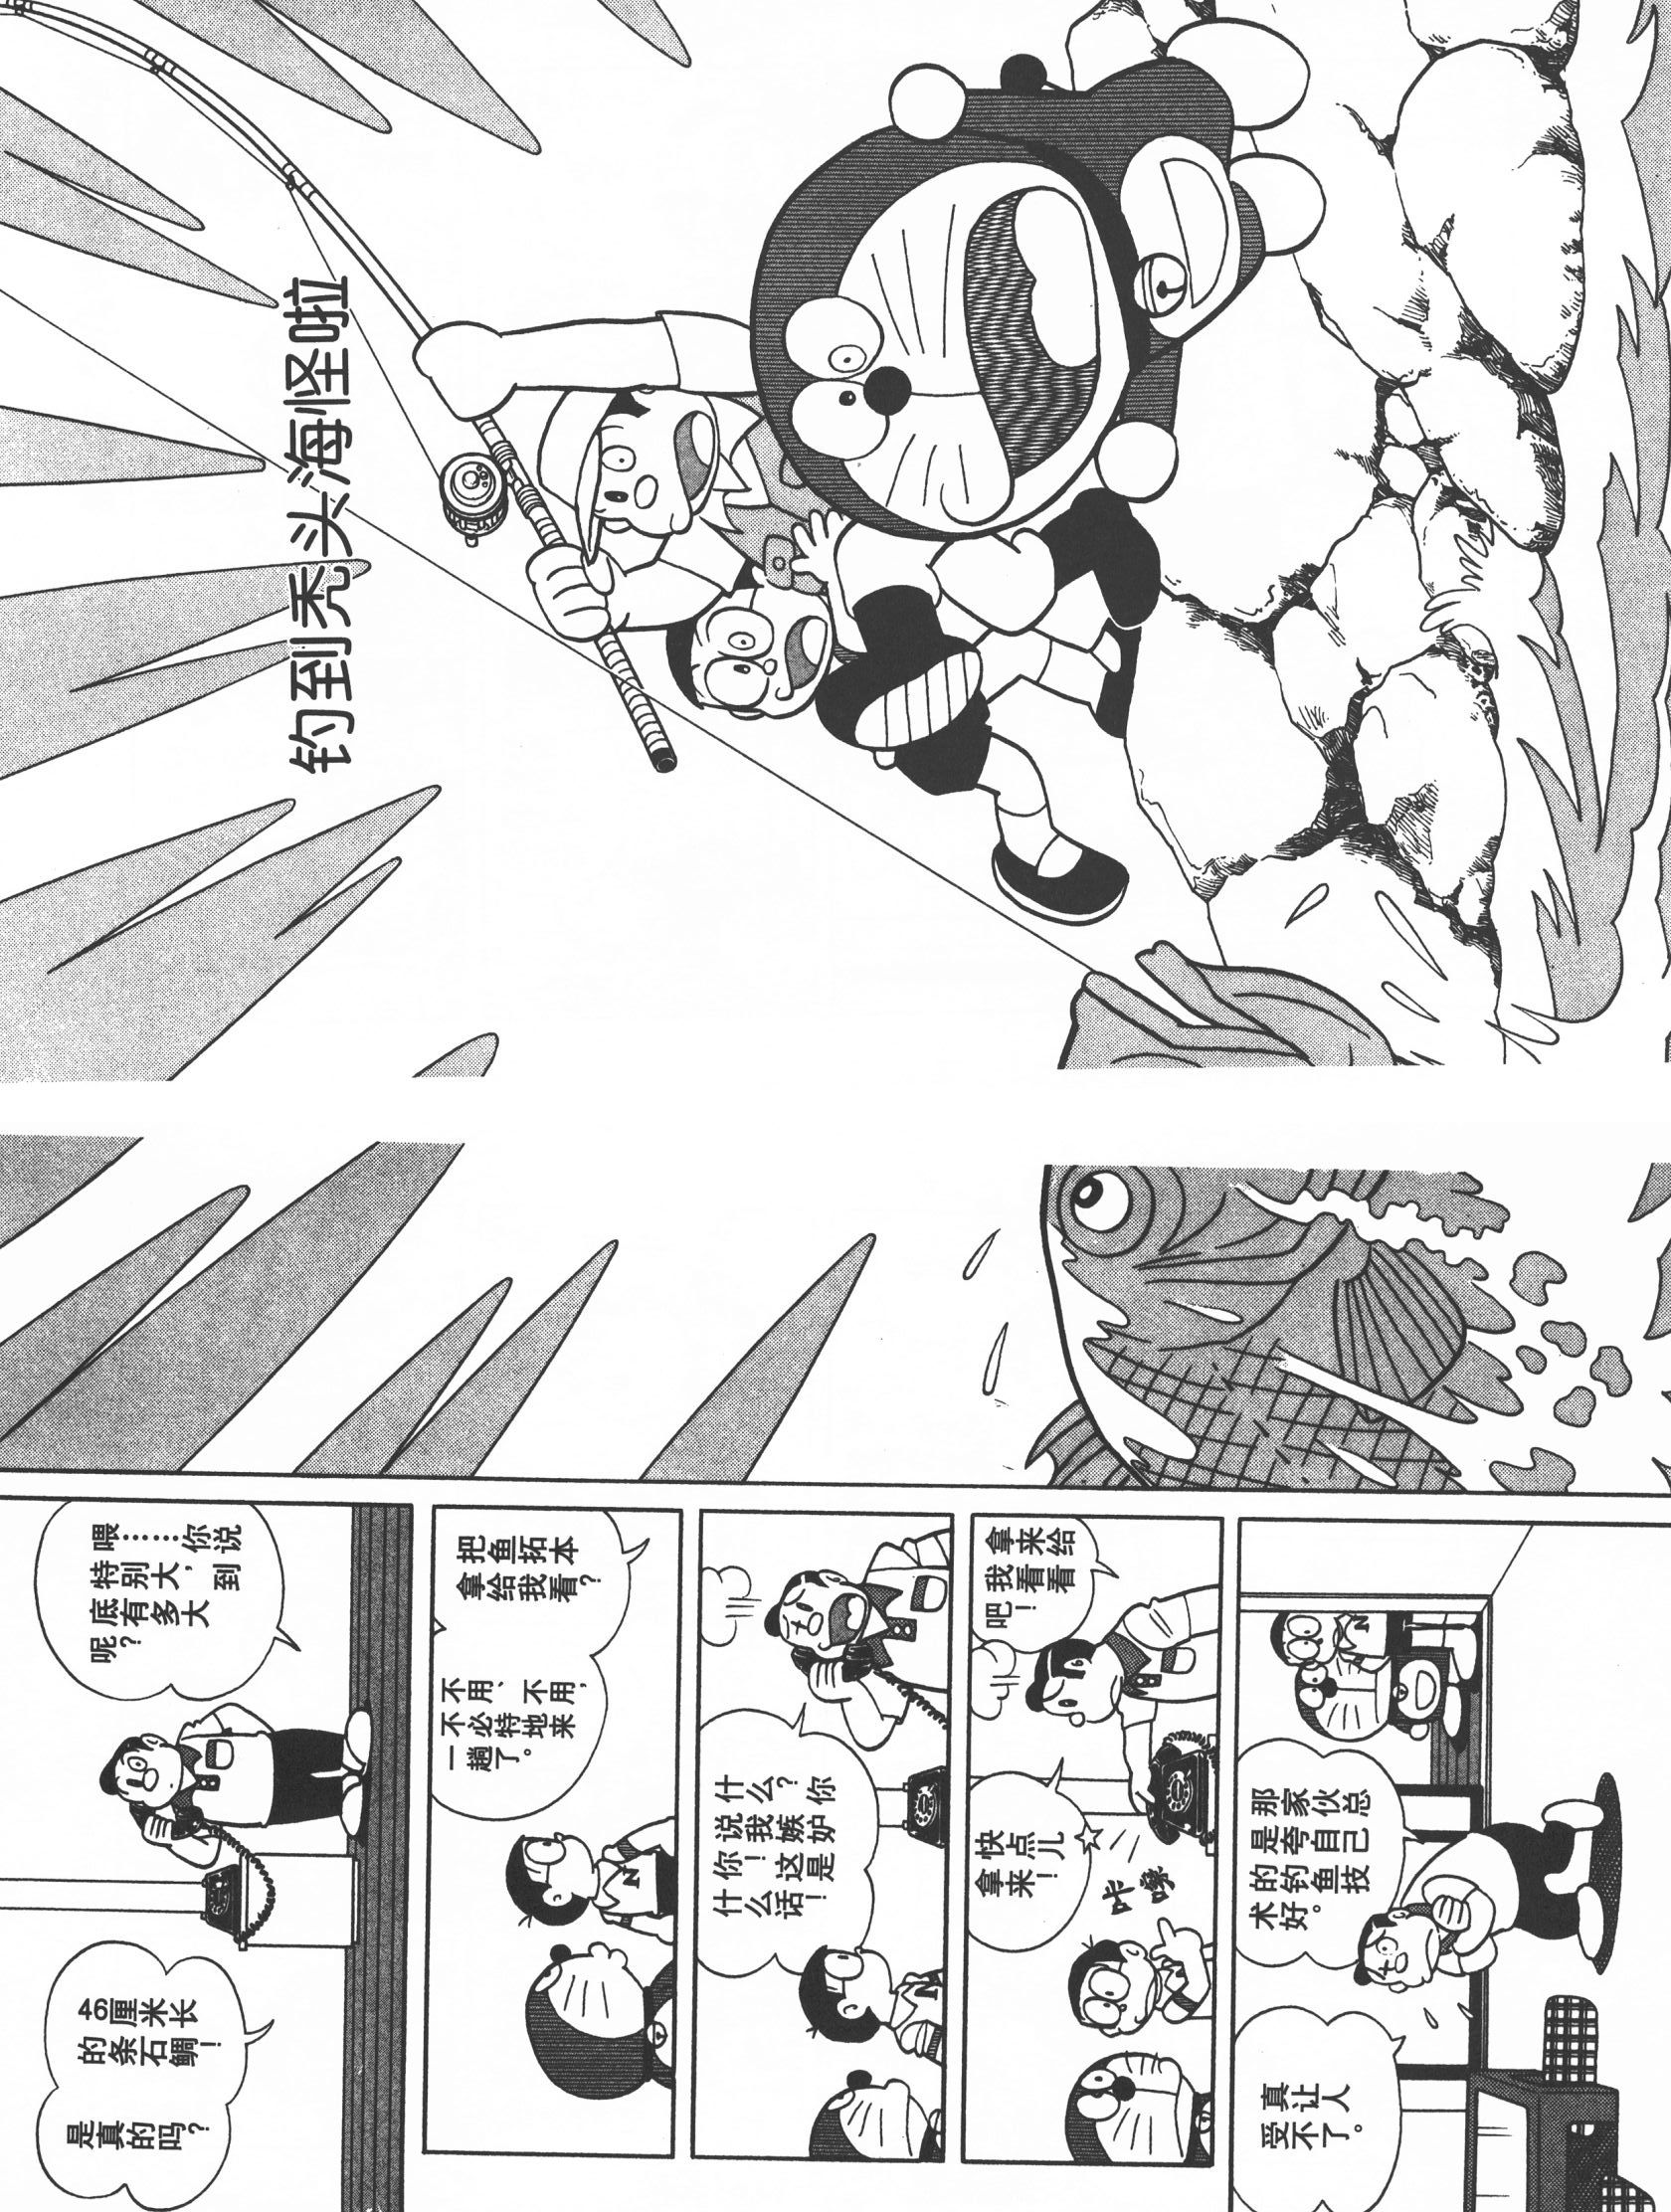 钓到秃头海怪啦
喂……你说
特别大,到
底有多大
呢?
46厘米长
的条石鲷!
是真的吗?
把鱼拓本
拿给我看?
不用、不用,
不必特地来
一趟了。
什么?你
说我嫉妒
你!这是
什么话!
拿来给
我看看
吧!
快点儿
拿来!
咔嚓
那家伙总
是夸自己
的钓鱼技
术好。
真让人
受不了。
N
N
N